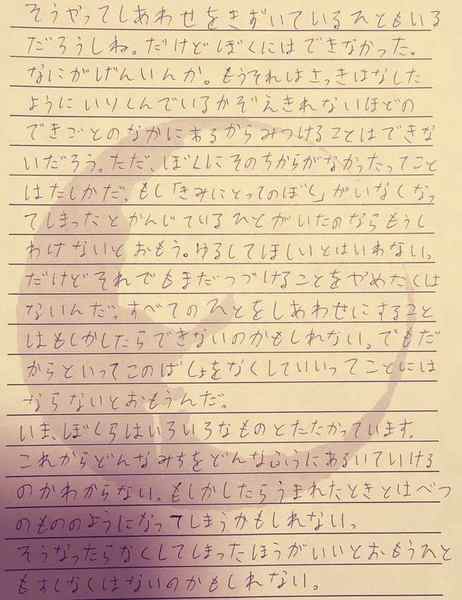 そうやってしあわせをきずいているひともいる
だろうしね。だけどぼくにはできなかった。
なにがげんいんか。もうそれはさっきはなした
ようにいりくんでいるかぞえきれないほどの
できごとのなかにあるからみつけることはできな
いだろう。ただ、ぼくにそのちからがなかったってこと
はたしかだ。もし「きみにとってのぼく」がいなくなっ
てしまったとかんじているひとがいたのならもうし
わけないとおもう。ゆるしてほしいとはいわない。
だけどそれでもまだつづけることをやめたくは
ないんだ。すべてのひとをしあわせにすること
はもしかしたらできないのかもしれない。でもだ
からといってこのばしょをなくしていいってことには
ならないとおもうんだ。
いま、ぼくらはいろいろなものとたたかっています。
これからどんなみちをどんなふうにあるいていける
のかわからない。もしかしたらうまれたときとはべつ
のもののようになってしまうかもしれない。
そうなったらなくしてしまったほうがいいとおもうひと
もすくなくはないのかもしれない。